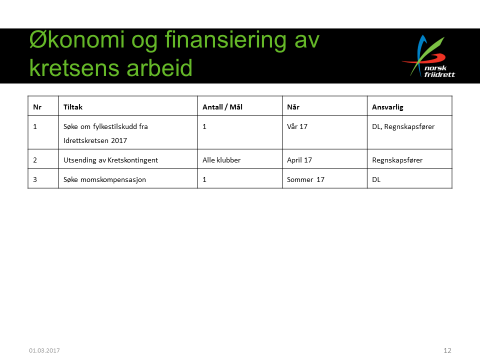 Økonomi og finansiering av
kretsens arbeid
norsk
friidrett
Nr Tiltak Antall / Mål Når Ansvarlig
1 Søke om fylkestilskudd fra 1 Vår 17 DL, Regnskapsfører
Idrettskretsen 2017
2 Utsending av Kretskontingent Alle klubber April 17 Regnskapsfører
3 Søke momskompensasjon 1 Sommer 17 DL
01.03.2017 12